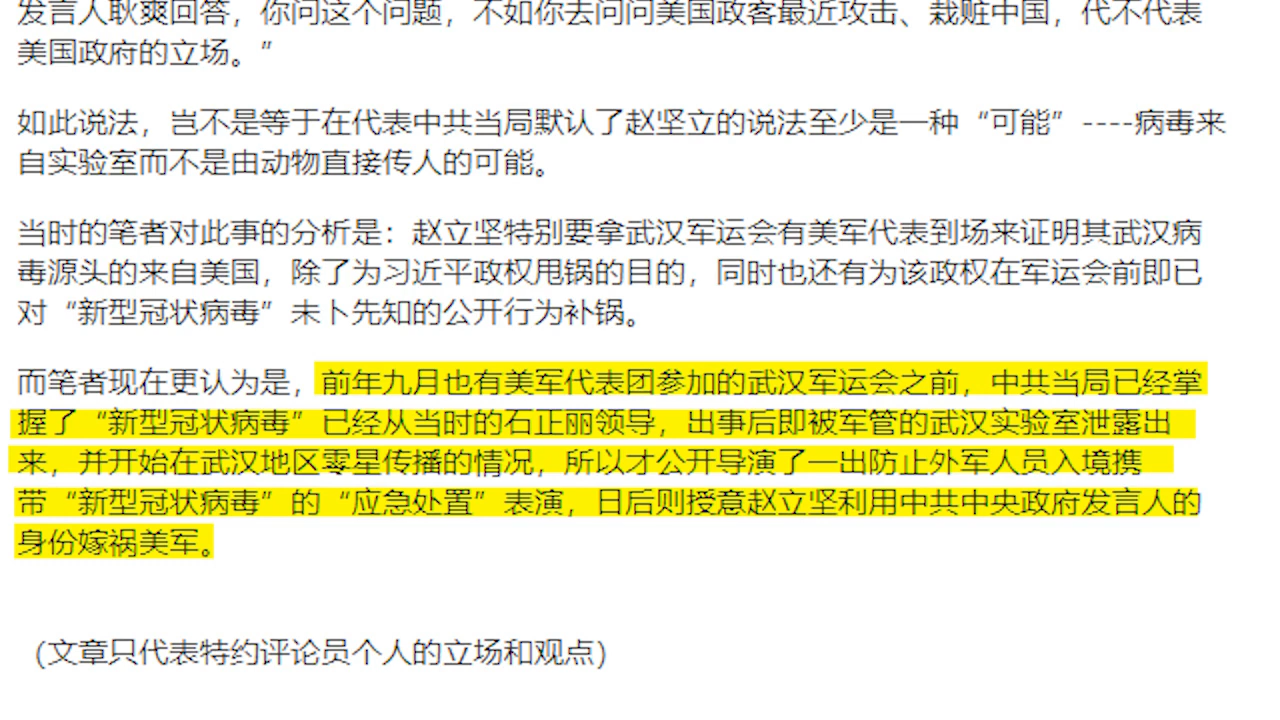 发言人耿爽回答，你问这个问题，不如你去问问美国政客最近攻击、栽赃中国，代不代表
美国政府的立场。”
如此说法，岂不是等于在代表中共当局默认了赵坚立的说法至少是一种“可能”----病毒来
自实验室而不是由动物直接传人的可能。
当时的笔者对此事的分析是：赵立坚特别要拿武汉军运会有美军代表到场来证明其武汉病
毒源头的来自美国，除了为习近平政权甩锅的目的，同时也还有为该政权在军运会前即已
对“新型冠状病毒”未卜先知的公开行为补锅。
而笔者现在更认为是，前年九月也有美军代表团参加的武汉军运会之前，中共当局已经掌
握了“新型冠状病毒”已经从当时的石正丽领导，出事后即被军管的武汉实验室泄露出
来，并开始在武汉地区零星传播的情况，所以才公开导演了一出防止外军人员入境携
带“新型冠状病毒”的“应急处置”表演，日后则授意赵立坚利用中共中央政府发言人的
身份嫁祸美军。
（文章只代表特约评论员个人的立场和观点）